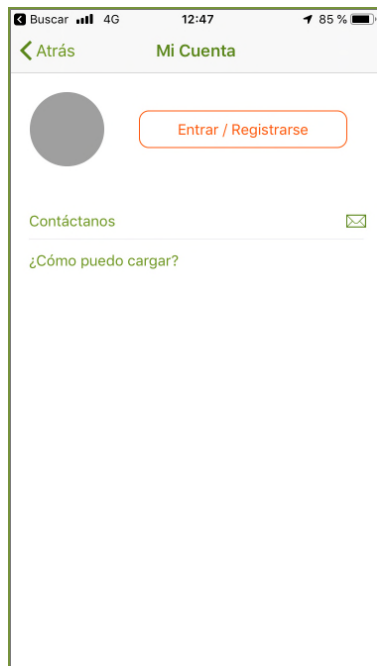 Buscar 4G 12:47 85 %
Atrás Mi Cuenta
Entrar / Registrarse
Contáctanos
¿Cómo puedo cargar?